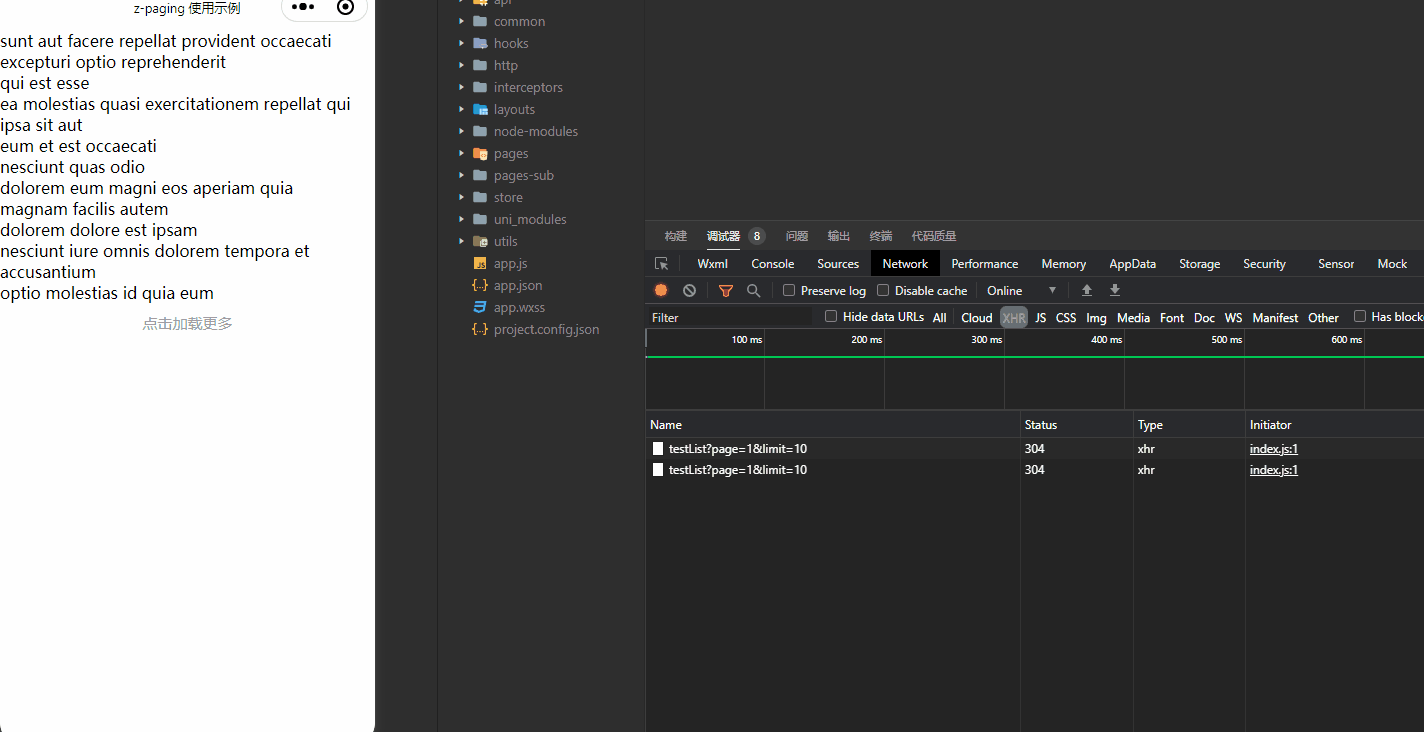 z-paging 使用示例
sunt aut facere repellat provident occaecati
excepturi optio reprehenderit
qui est esse
ea molestias quasi exercitationem repellat qui
ipsa sit aut
eum et est occaecati
nesciunt quas odio
dolorem eum magni eos aperiam quia
magnam facilis autem
dolorem dolore est ipsam
nesciunt iure omnis dolorem tempora et
accusantium
optio molestias id quia eum
点击加载更多
api
common
hooks
http
interceptors
layouts
node-modules
pages
pages-sub
store
uni_modules
utils
app.js
app.json
app.wxss
project.config.json
构建 调试器 8 问题 输出 终端 代码质量
Wxml Console Sources Network Performance Memory AppData Storage Security Sensor Mock
Preserve log Disable cache Online
Filter Hide data URLs All Cloud XHR JS CSS Img Media Font Doc WS Manifest Other Has blocke
100 ms 200 ms 300 ms 400 ms 500 ms 600 ms
Name Status Type Initiator
testList?page=1&limit=10 304 xhr index.js:1
testList?page=1&limit=10 304 xhr index.js:1